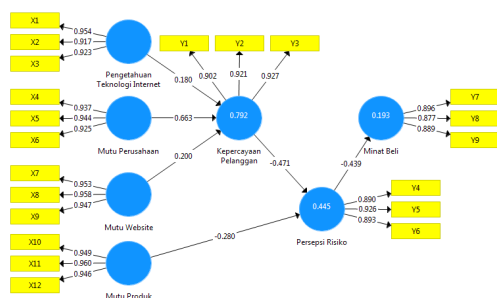 X1
X2
X3
0.954
0.917
0.923
Pengetahuan
Teknologi Internet
0.180
Y1
Y2
Y3
0.902
0.921
0.927
X4
X5
X6
0.937
0.944
0.925
Mutu Perusahaan
0.663
0.792
Kepercayaan
Pelanggan
X7
X8
X9
0.953
0.958
0.947
Mutu Website
0.200
-0.471
0.193
Minat Beli
0.896
0.877
0.889
Y7
Y8
Y9
-0.439
0.445
Persepsi Risiko
0.890
0.926
0.893
Y4
Y5
Y6
X10
X11
X12
0.949
0.960
0.946
Mutu Produk
-0.280